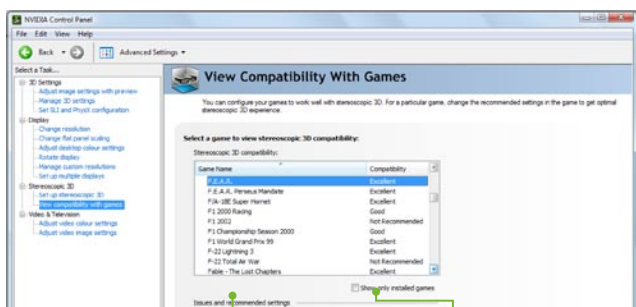 NVIDIA Control Panel
File Edit View Help
Back Advanced Settings
Select a Task...
3D Settings
Adjust image settings with preview
Manage 3D settings
Set SLI and PhysX configuration
Display
Change resolution
Change flat panel scaling
Adjust desktop colour settings
Rotate display
Manage custom resolutions
Set up multiple displays
Stereoscopic 3D
Set up stereoscopic 3D
View compatibility with games
Video & Television
Adjust video colour settings
Adjust video image settings
View Compatibility With Games
You can configure your games to work well with stereoscopic 3D. For a particular game, change the recommended settings in the game to get optimal
stereoscopic 3D experience.
Select a game to view stereoscopic 3D compatibility:
Stereoscopic 3D compatibility:
Game Name Compatibility
F.E.A.R. Excellent
F.E.A.R. Perseus Mandate Excellent
F/A-18E Super Hornet Excellent
F1 2000 Racing Good
F1 2002 Not Recommended
F1 Championship Season 2000 Good
F1 World Grand Prix 99 Excellent
F-22 Lightning 3 Excellent
F-22 Total Air War Not Recommended
Fable - The Lost Chapters Excellent
Show only installed games
Issues and recommended settings